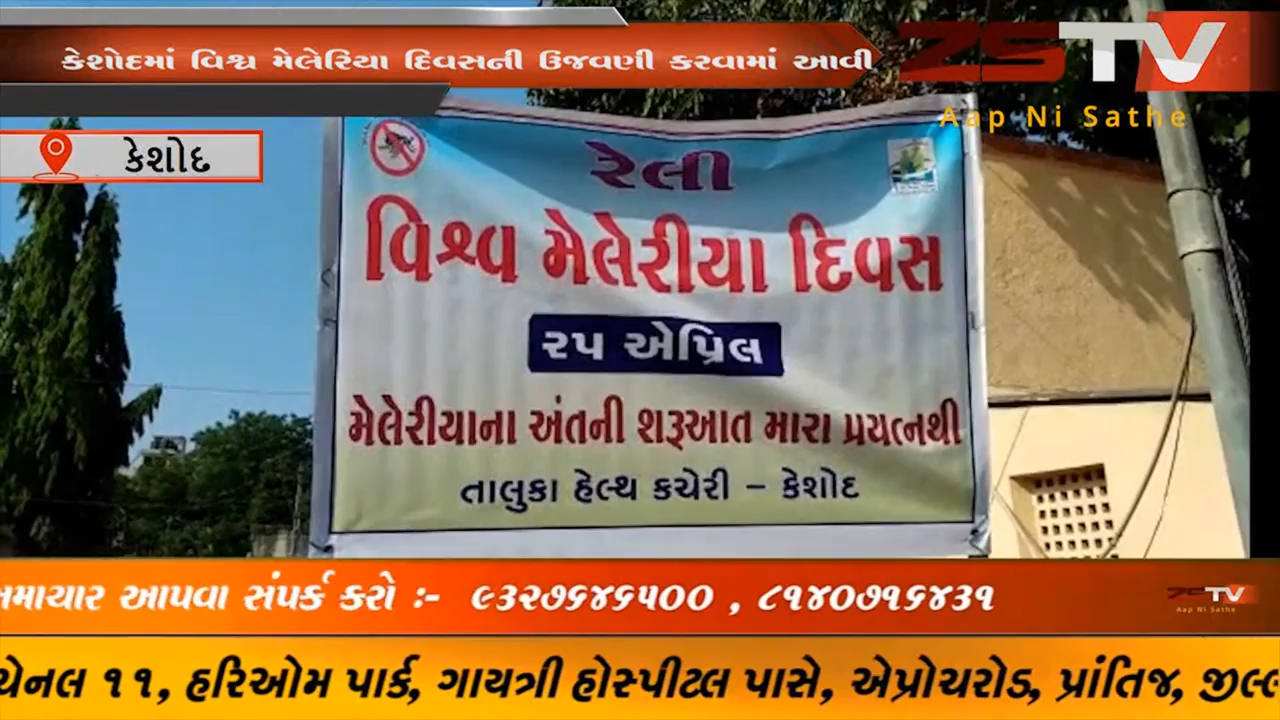 કેશોદમાં વિશ્વ મેલેરિયા દિવસની ઉજવણી કરવામાં આવી
ZSTV
Aap Ni Sathe
કેશોદ
રેલી
વિશ્વ મેલેરીયા દિવસ
૨૫ એપ્રિલ
મેલેરીયાના અંતની શરૂઆત મારા પ્રયત્નથી
તાલુકા હેલ્થ કચેરી – કેશોદ
સમાચાર આપવા સંપર્ક કરો :- ૯૩૨૭૬૪૬૫૦૦ , ૮૧૪૦૭૧૬૪૩૧
ZSTV
Aap Ni Sathe
ચેનલ ૧૧, હરિઓમ પાર્ક, ગાયત્રી હોસ્પીટલ પાસે, એપ્રોચરોડ, પ્રાંતિજ,